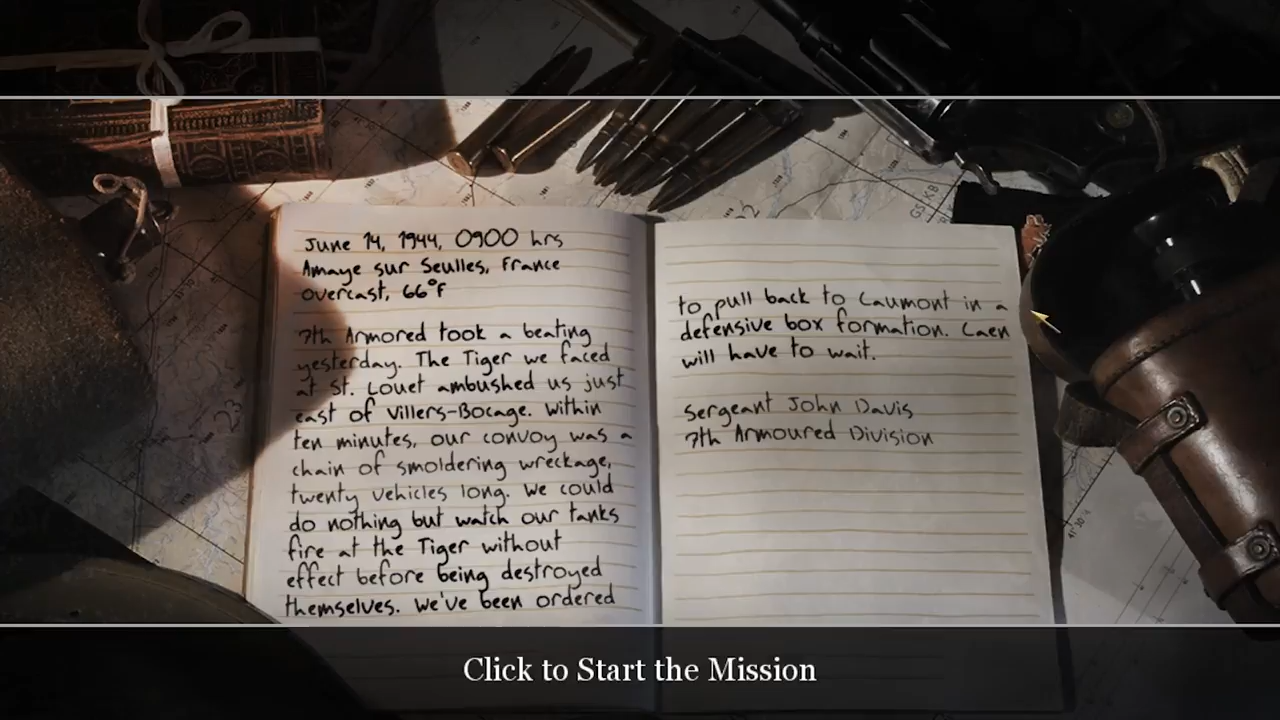 June 14, 1944, 0900 hrs
Amaye sur Seulles, France
Overcast, 66°F
7th Armored took a beating
yesterday. The Tiger we faced
at St. Louet ambushed us just
east of Villers-Bocage. Within
ten minutes, our convoy was a
chain of smoldering wreckage,
twenty vehicles long. We could
do nothing but watch our tanks
fire at the Tiger without
effect before being destroyed
themselves. We've been ordered
to pull back to Caumont in a
defensive box formation. Caen
will have to wait.
Sergeant John Davis
7th Armoured Division
Click to Start the Mission